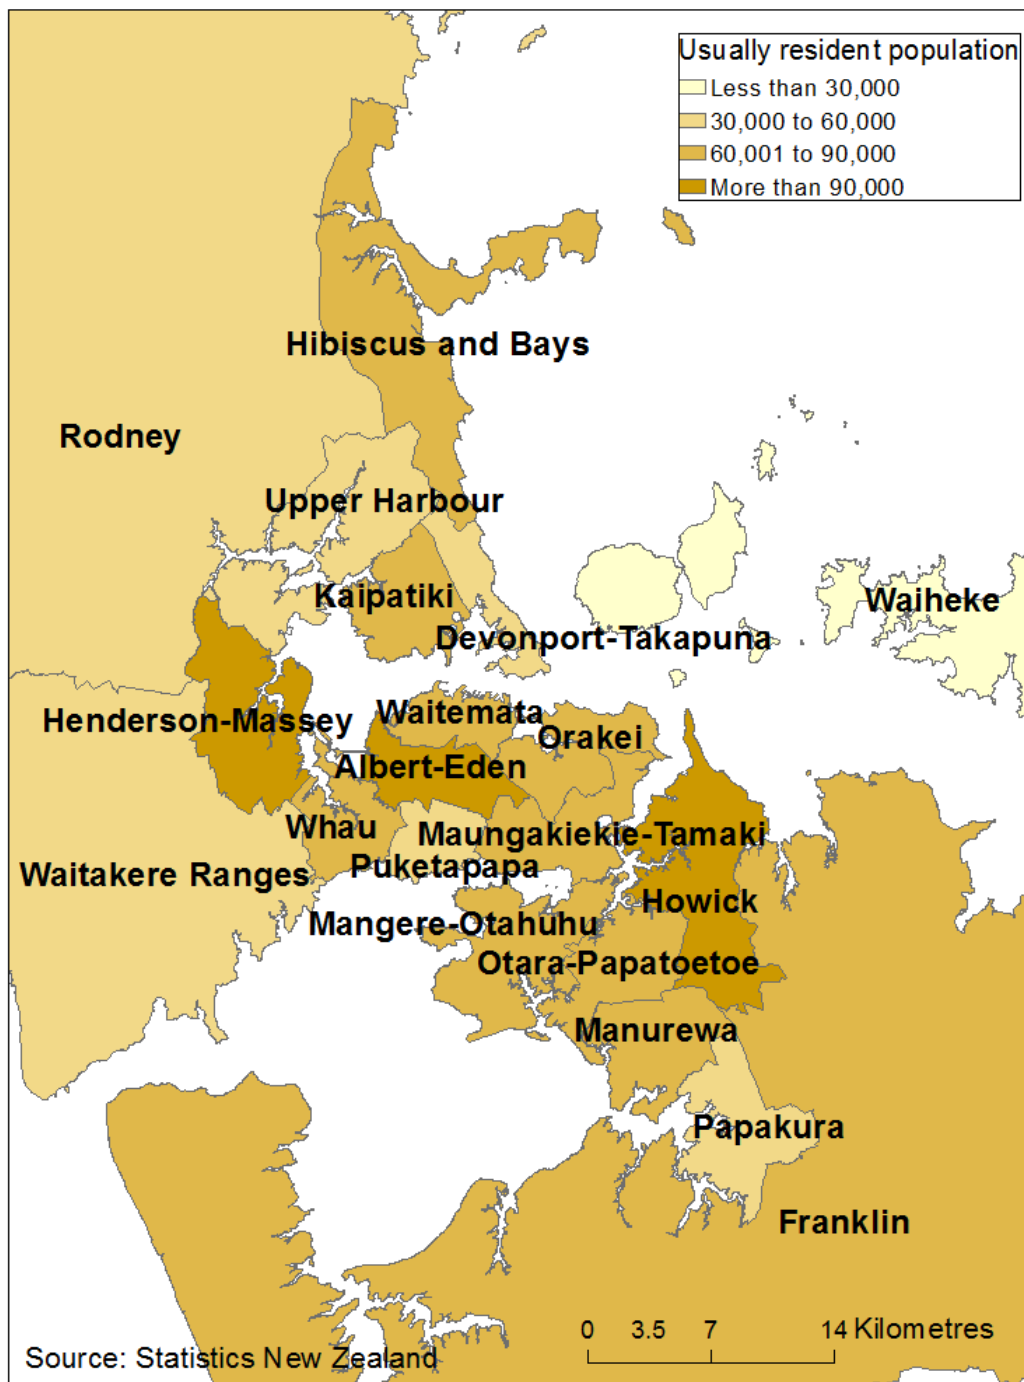 Usually resident population
Less than 30,000
30,000 to 60,000
60,001 to 90,000
More than 90,000
Hibiscus and Bays
Rodney
Upper Harbour
Kaipatiki
Waiheke
Devonport-Takapuna
Henderson-Massey
Waitemata
Orakei
Albert-Eden
Whau
Maungakiekie-Tamaki
Puketapapa
Waitakere Ranges
Howick
Mangere-Otahuhu
Otara-Papatoetoe
Manurewa
Papakura
Franklin
0 3.5 7 14 Kilometres
Source: Statistics New Zealand